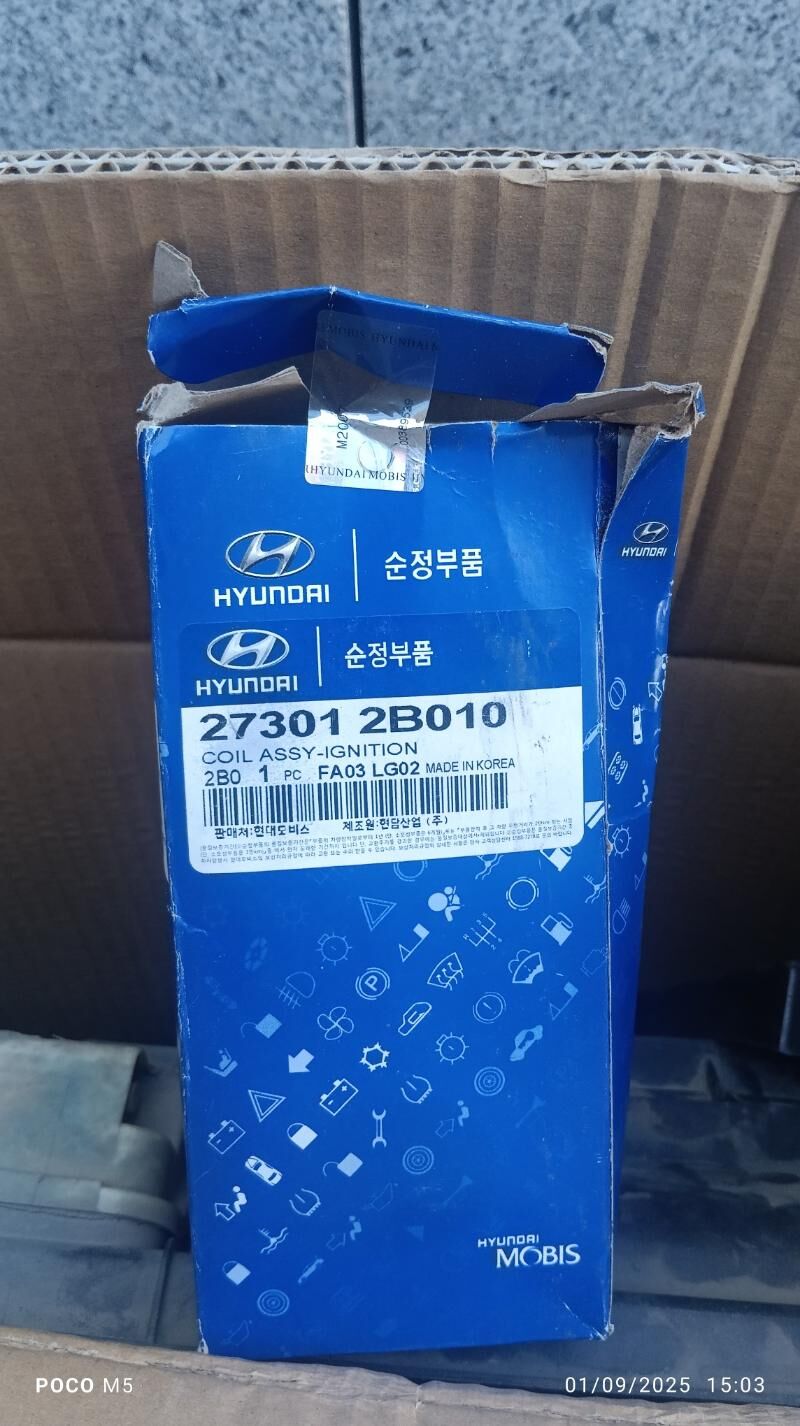 MOBIS HYUNDAI
M200
HYUNDAI MOBIS
HYUNDAI
순정부품
HYUNDAI
HYUNDAI
순정부품
27301 2B010
COIL ASSY-IGNITION
2B0 1 PC FA03 LG02 MADE IN KOREA
판매처:현대모비스 제조원:현담산업 (주)
P
HYUNDAI
MOBIS
POCO M5
01/09/2025 15:03